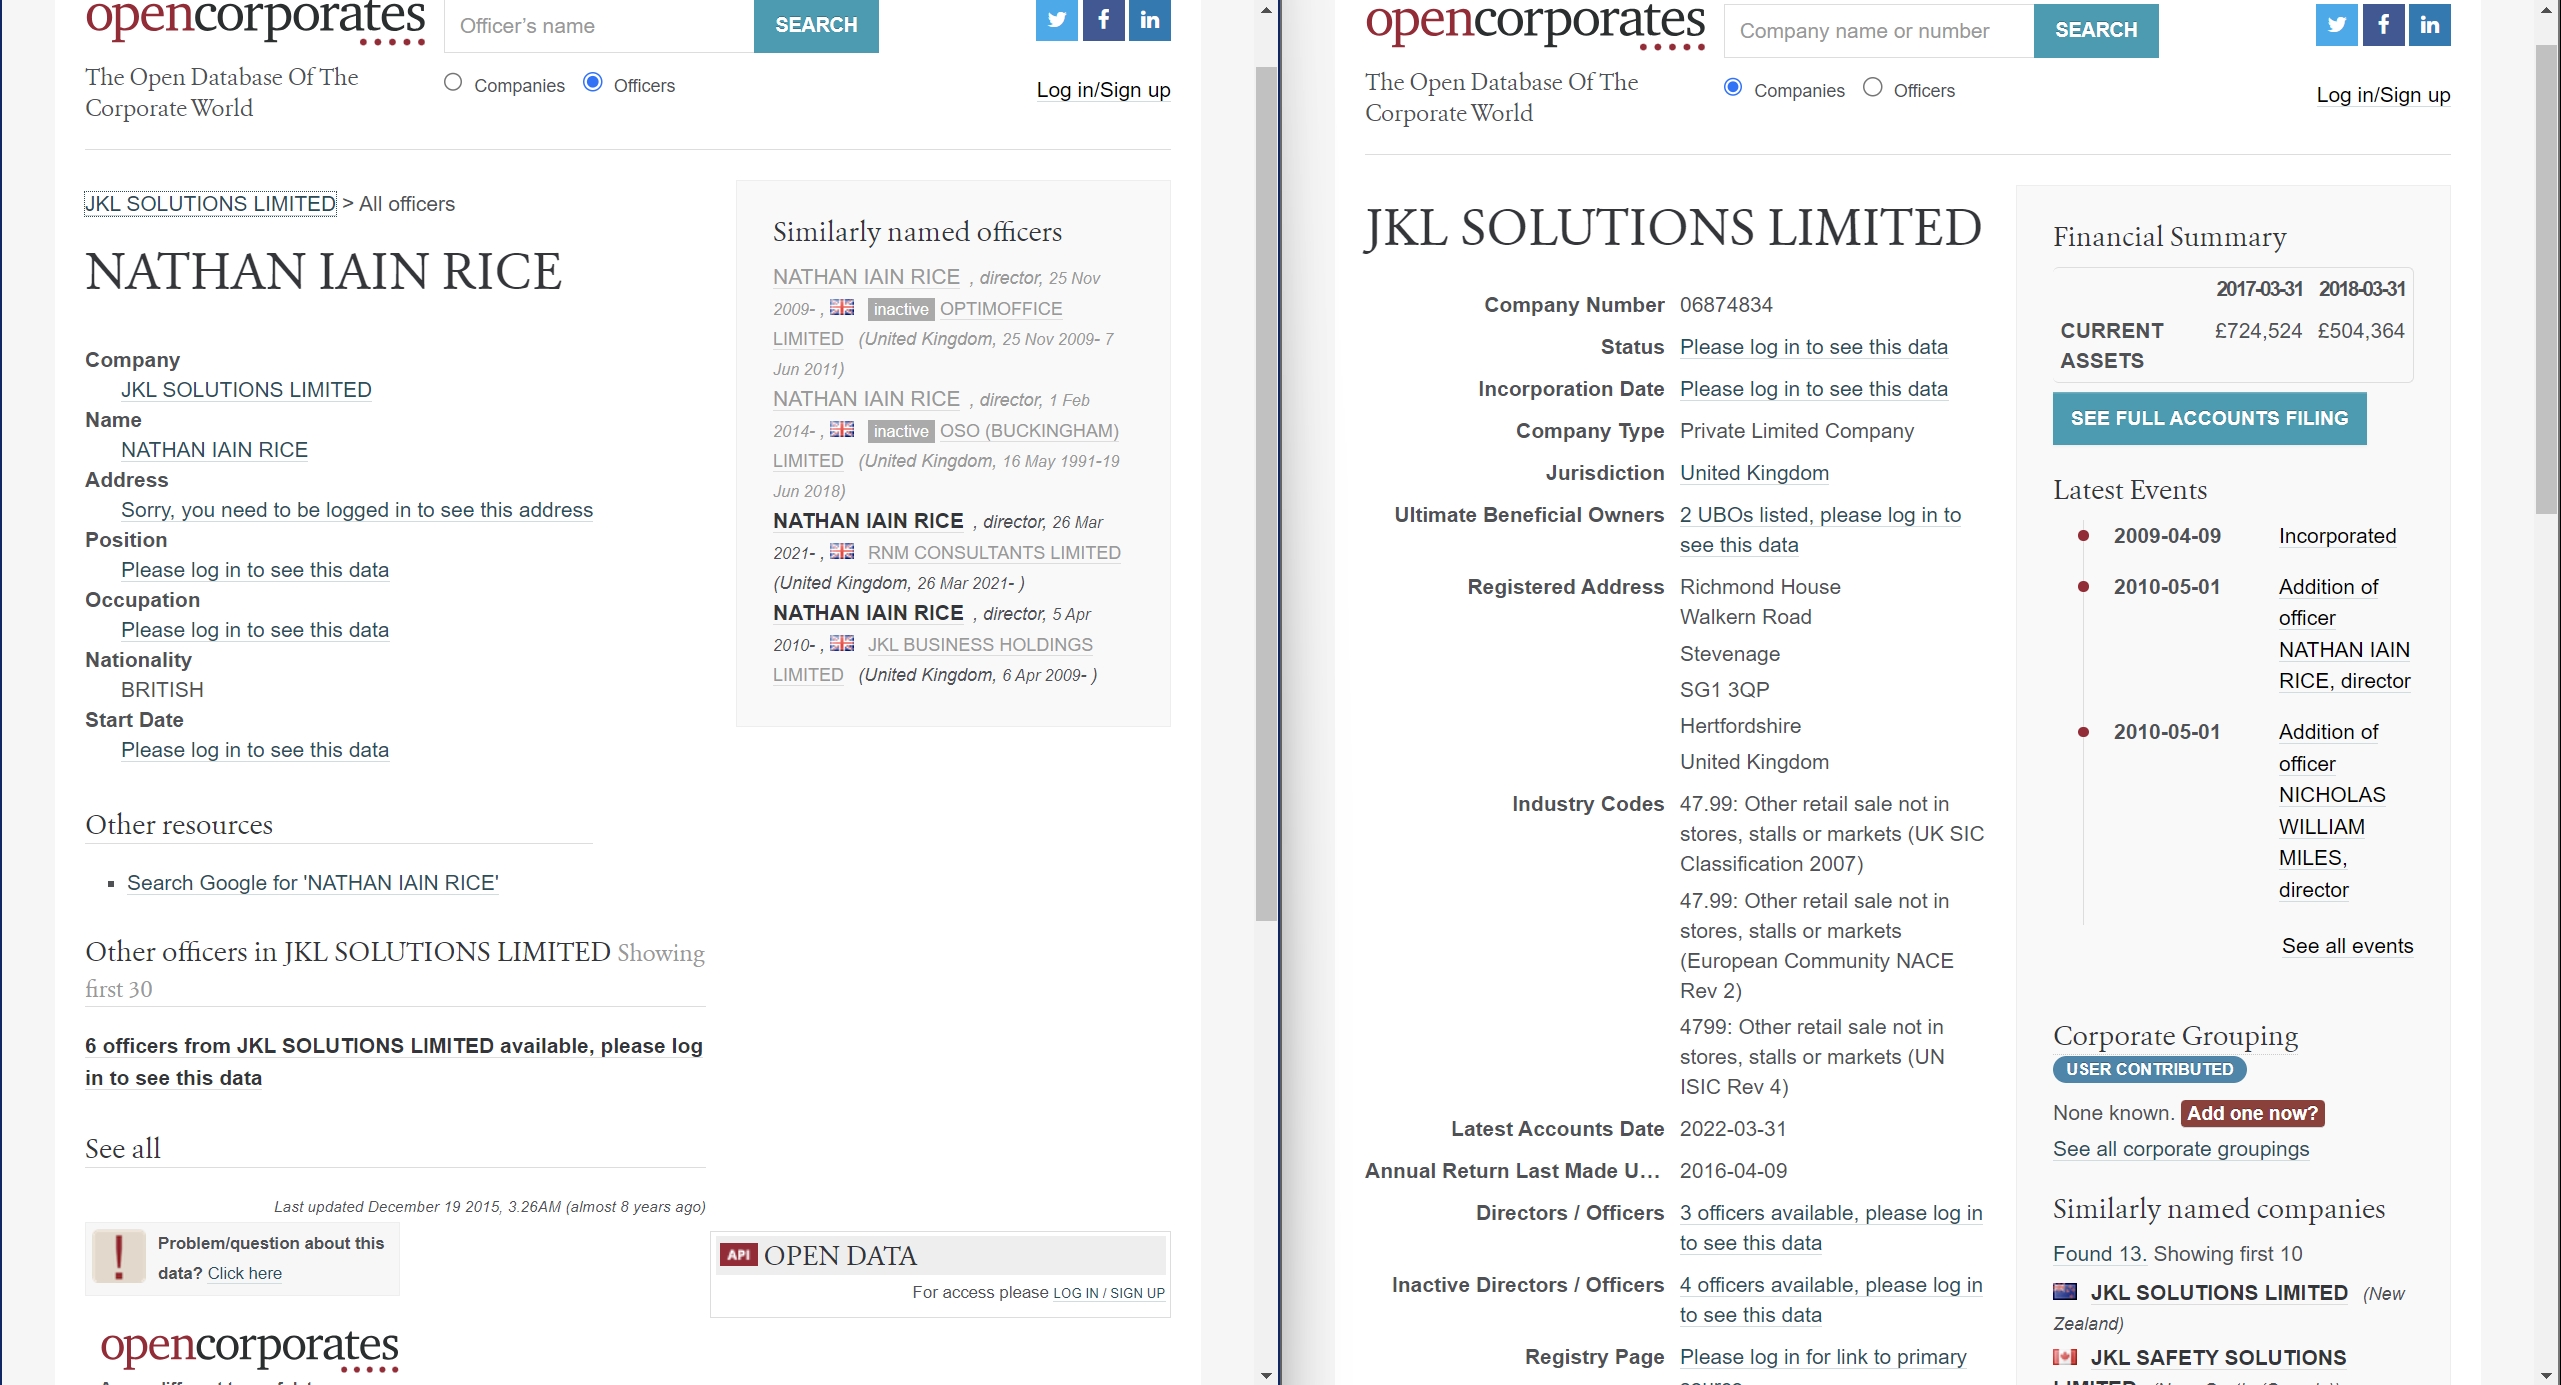 opencorporates
Officer’s name
SEARCH
The Open Database Of The
Corporate World
Companies Officers
Log in/Sign up
JKL SOLUTIONS LIMITED > All officers
NATHAN IAIN RICE
Company
JKL SOLUTIONS LIMITED
Name
NATHAN IAIN RICE
Address
Sorry, you need to be logged in to see this address
Position
Please log in to see this data
Occupation
Please log in to see this data
Nationality
BRITISH
Start Date
Please log in to see this data
Other resources
Search Google for 'NATHAN IAIN RICE'
Other officers in JKL SOLUTIONS LIMITED Showing
first 30
6 officers from JKL SOLUTIONS LIMITED available, please log
in to see this data
See all
Last updated December 19 2015, 3.26AM (almost 8 years ago)
Problem/question about this
data? Click here
opencorporates
Similarly named officers
NATHAN IAIN RICE , director, 25 Nov
2009- , inactive OPTIMOFFICE
LIMITED (United Kingdom, 25 Nov 2009- 7
Jun 2011)
NATHAN IAIN RICE , director, 1 Feb
2014- , inactive OSO (BUCKINGHAM)
LIMITED (United Kingdom, 16 May 1991-19
Jun 2018)
NATHAN IAIN RICE , director, 26 Mar
2021- , RNM CONSULTANTS LIMITED
(United Kingdom, 26 Mar 2021- )
NATHAN IAIN RICE , director, 5 Apr
2010- , JKL BUSINESS HOLDINGS
LIMITED (United Kingdom, 6 Apr 2009- )
API OPEN DATA
For access please LOG IN / SIGN UP
opencorporates
Company name or number
SEARCH
The Open Database Of The
Corporate World
Companies Officers
Log in/Sign up
JKL SOLUTIONS LIMITED
Company Number 06874834
Status Please log in to see this data
Incorporation Date Please log in to see this data
Company Type Private Limited Company
Jurisdiction United Kingdom
Ultimate Beneficial Owners 2 UBOs listed, please log in to
see this data
Registered Address Richmond House
Walkern Road
Stevenage
SG1 3QP
Hertfordshire
United Kingdom
Industry Codes 47.99: Other retail sale not in
stores, stalls or markets (UK SIC
Classification 2007)
47.99: Other retail sale not in
stores, stalls or markets
(European Community NACE
Rev 2)
4799: Other retail sale not in
stores, stalls or markets (UN
ISIC Rev 4)
Latest Accounts Date 2022-03-31
Annual Return Last Made U... 2016-04-09
Directors / Officers 3 officers available, please log in
to see this data
Inactive Directors / Officers 4 officers available, please log in
to see this data
Registry Page Please log in for link to primary
Financial Summary
2017-03-31 2018-03-31
CURRENT £724,524 £504,364
ASSETS
SEE FULL ACCOUNTS FILING
Latest Events
2009-04-09 Incorporated
2010-05-01 Addition of
officer
NATHAN IAIN
RICE, director
2010-05-01 Addition of
officer
NICHOLAS
WILLIAM
MILES,
director
See all events
Corporate Grouping
USER CONTRIBUTED
None known. Add one now?
See all corporate groupings
Similarly named companies
Found 13. Showing first 10
JKL SOLUTIONS LIMITED (New
Zealand)
JKL SAFETY SOLUTIONS